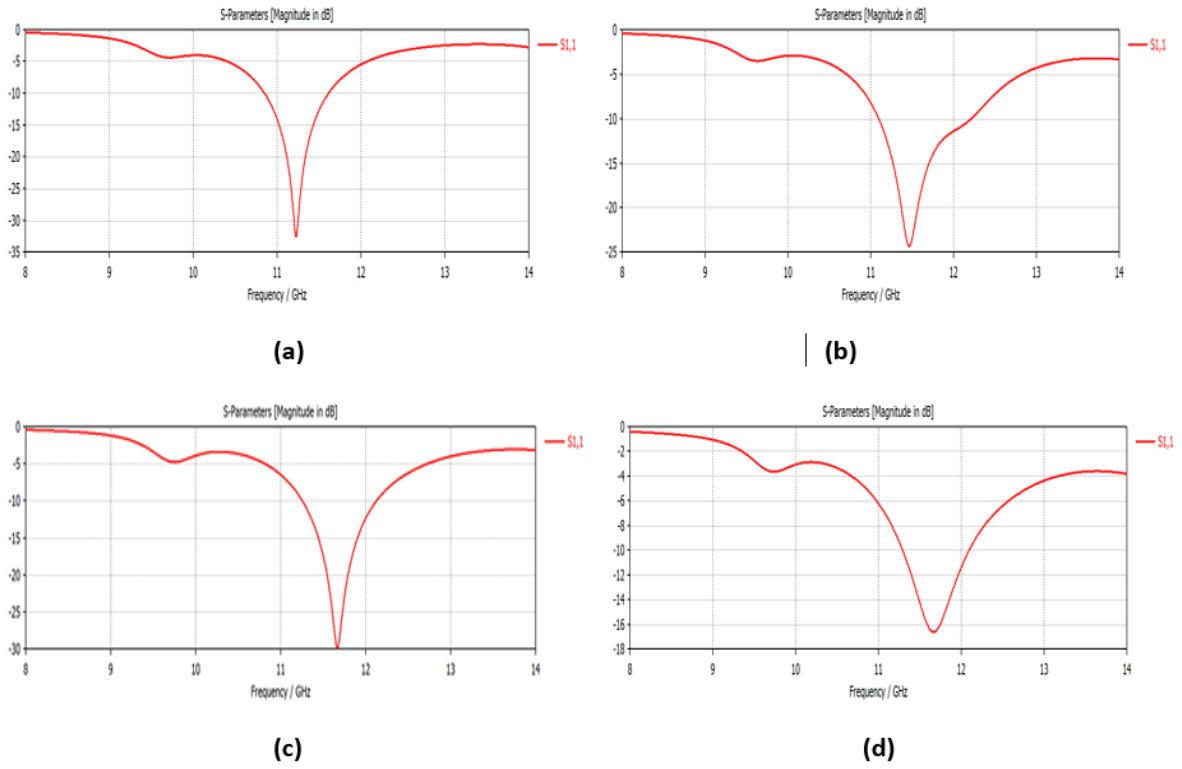 S-Parameters [Magnitude in dB]
0
-5
-10
-15
-20
-25
-30
-35
8 9 10 11 12 13 14
Frequency / GHz
S1,1
(a)
S-Parameters [Magnitude in dB]
0
-5
-10
-15
-20
-25
8 9 10 11 12 13 14
Frequency / GHz
S1,1
(b)
S-Parameters [Magnitude in dB]
0
-5
-10
-15
-20
-25
-30
8 9 10 11 12 13 14
Frequency / GHz
S1,1
(c)
S-Parameters [Magnitude in dB]
0
-2
-4
-6
-8
-10
-12
-14
-16
-18
8 9 10 11 12 13 14
Frequency / GHz
S1,1
(d)